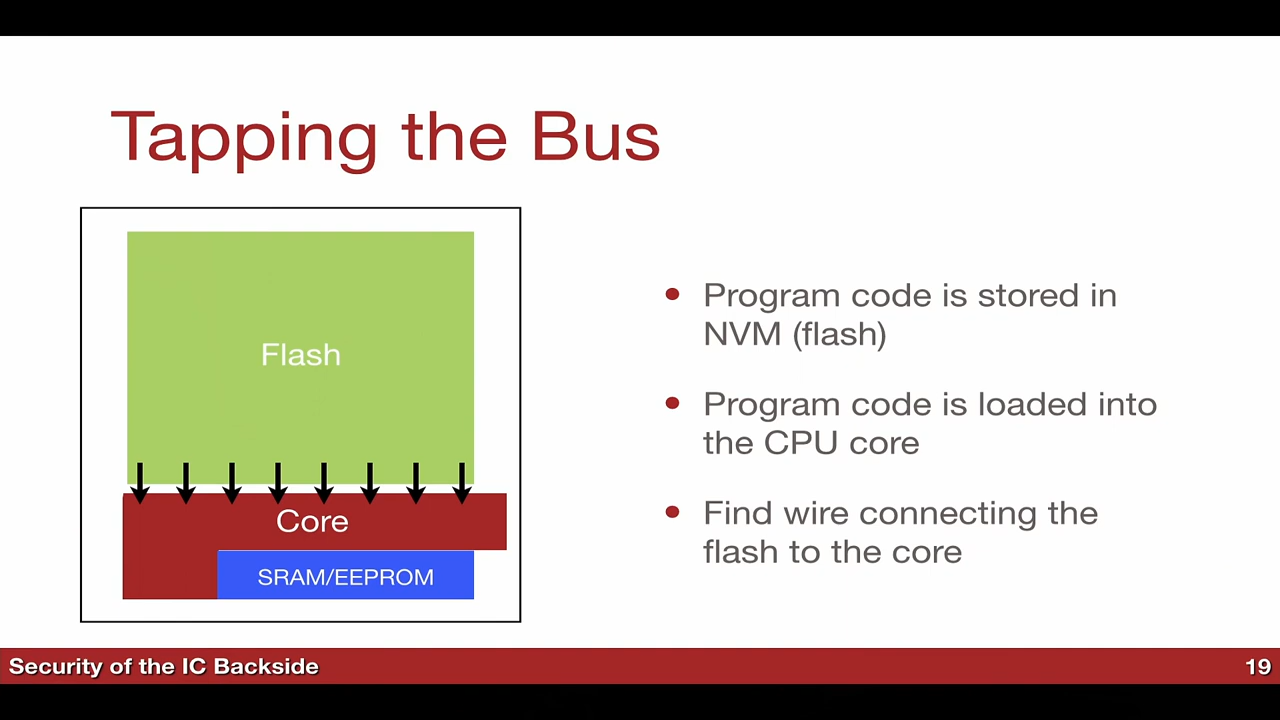 Tapping the Bus
Flash
Core
SRAM/EEPROM
• Program code is stored in
NVM (flash)
• Program code is loaded into
the CPU core
• Find wire connecting the
flash to the core
Security of the IC Backside
19